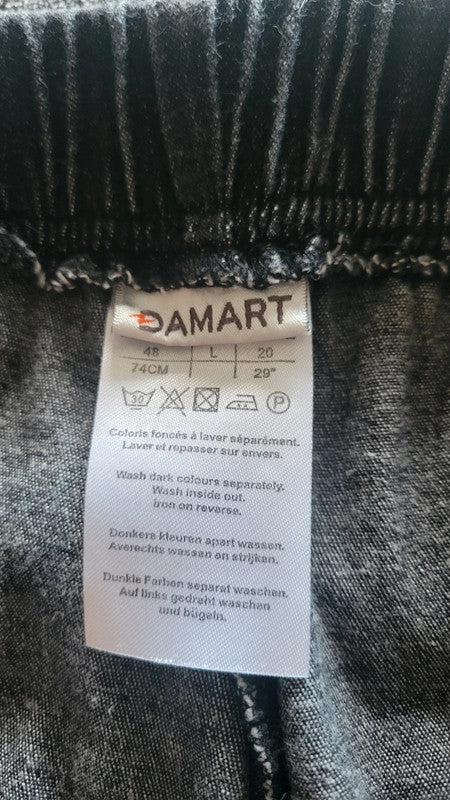 DAMART
48 L 20
74CM 29"
30 P
Coloris foncés à laver séparément.
Laver et repasser sur envers.
Wash dark colours separately.
Wash inside out.
Iron on reverse.
Donkere kleuren apart wassen.
Averechts wassen en strijken.
Dunkle Farben separat waschen.
Auf links gedreht waschen
und bügeln.